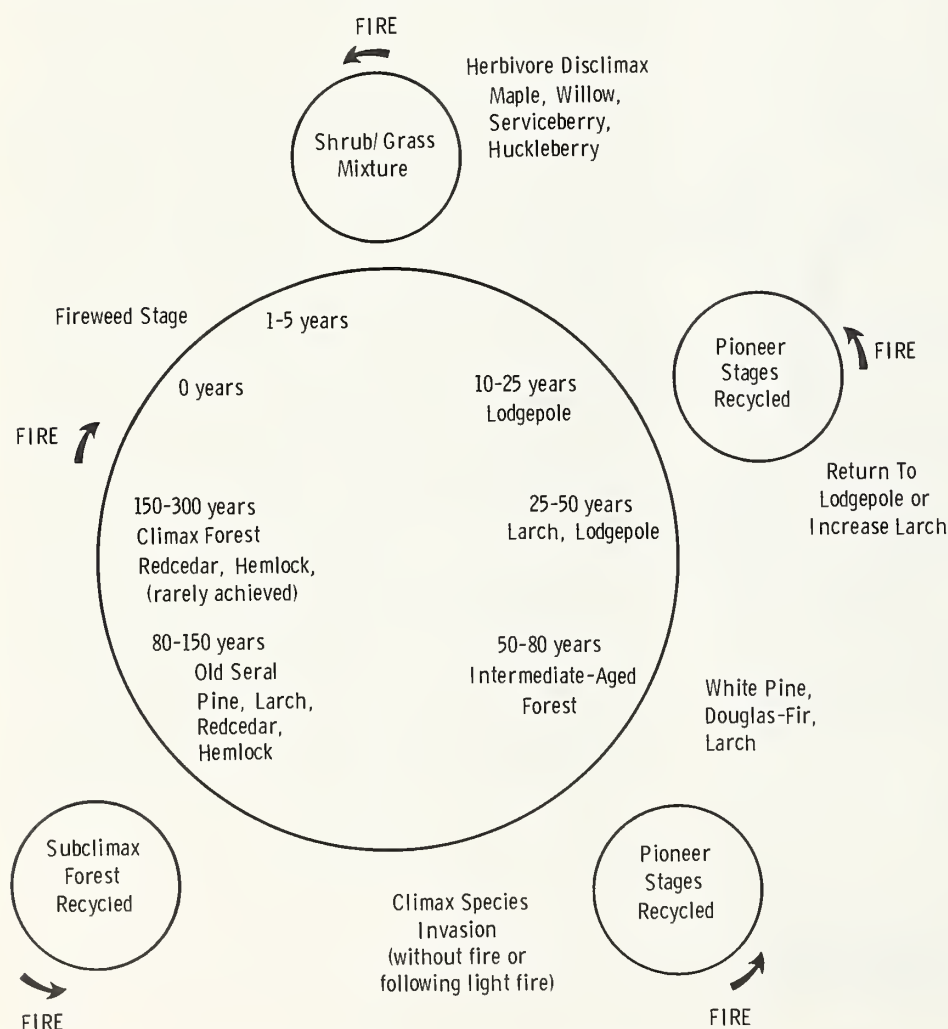 FIRE
Herbivore Disclimax
Maple, Willow,
Serviceberry,
Huckleberry
Shrub/Grass
Mixture
Fireweed Stage
1-5 years
0 years
FIRE
10-25 years
Lodgepole
Pioneer
Stages
Recycled
FIRE
Return To
Lodgepole or
Increase Larch
150-300 years
Climax Forest
Redcedar, Hemlock,
(rarely achieved)
25-50 years
Larch, Lodgepole
80-150 years
Old Seral
Pine, Larch,
Redcedar,
Hemlock
50-80 years
Intermediate-Aged
Forest
White Pine,
Douglas-Fir,
Larch
Subclimax
Forest
Recycled
FIRE
Climax Species
Invasion
(without fire or
following light fire)
Pioneer
Stages
Recycled
FIRE